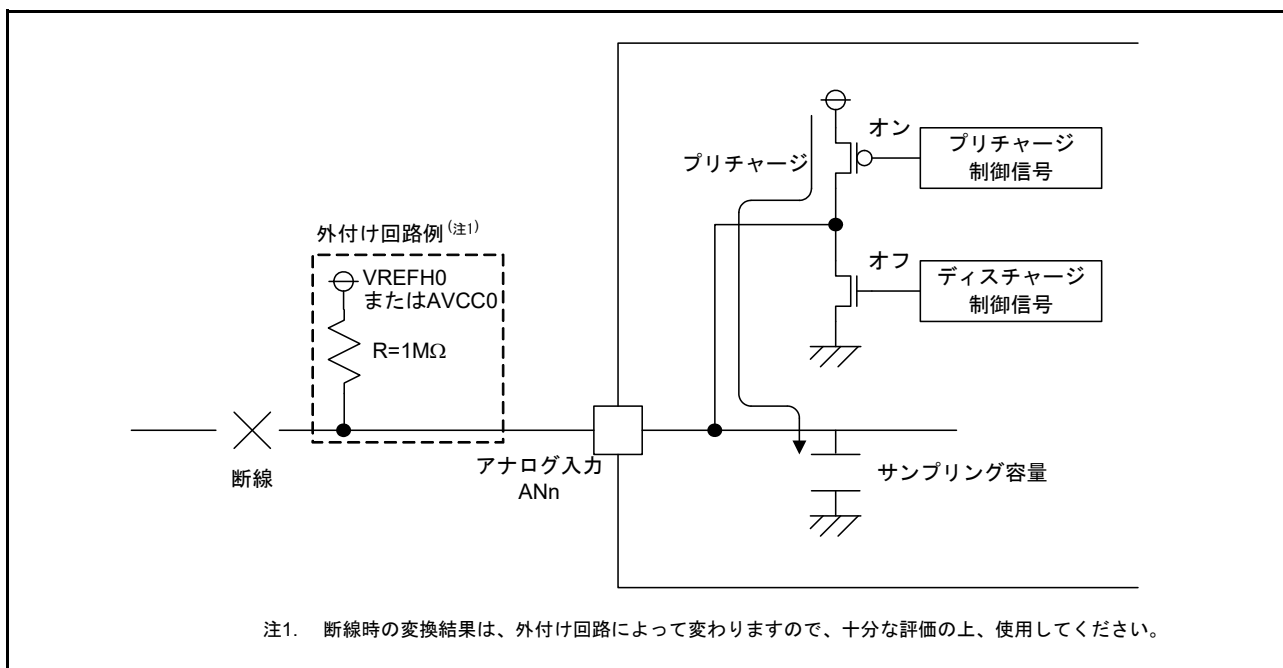 オン
プリチャージ
制御信号
プリチャージ
外付け回路例(注1)
VREFH0
またはAVCC0
オフ
ディスチャージ
制御信号
R=1MΩ
断線
アナログ入力
ANn
サンプリング容量
注1. 断線時の変換結果は、外付け回路によって変わりますので、十分な評価の上、使用してください。